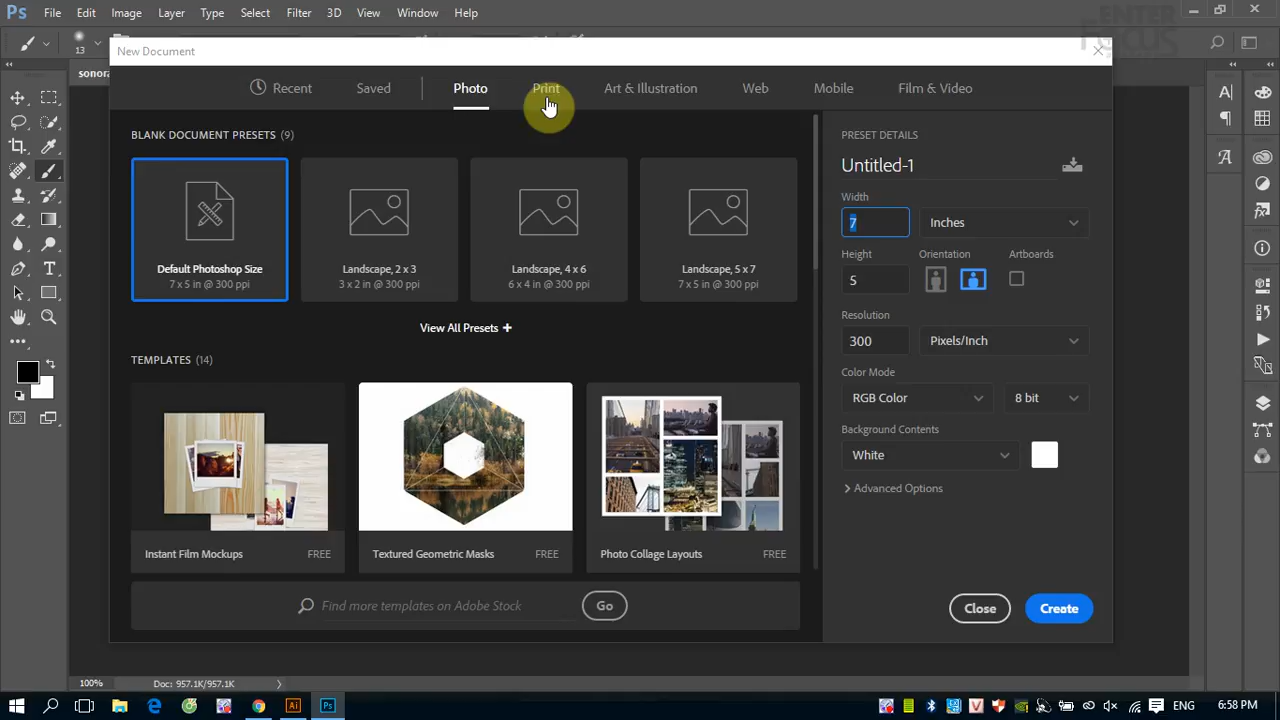 Ps File Edit Image Layer Type Select Filter 3D View Window Help
ENTER
FOCUS
13
New Document
sonora
Recent Saved Photo Print Art & Illustration Web Mobile Film & Video
BLANK DOCUMENT PRESETS (9)
Default Photoshop Size
7 x 5 in @ 300 ppi
Landscape, 2 x 3
3 x 2 in @ 300 ppi
Landscape, 4 x 6
6 x 4 in @ 300 ppi
Landscape, 5 x 7
7 x 5 in @ 300 ppi
View All Presets +
TEMPLATES (14)
Instant Film Mockups FREE
Textured Geometric Masks FREE
Photo Collage Layouts FREE
Find more templates on Adobe Stock Go
PRESET DETAILS
Untitled-1
Width
7 Inches
Height Orientation Artboards
5
Resolution
300 Pixels/Inch
Color Mode
RGB Color 8 bit
Background Contents
White
Advanced Options
Close Create
100% Doc: 957.1K/957.1K
Ai Ps ENG 6:58 PM